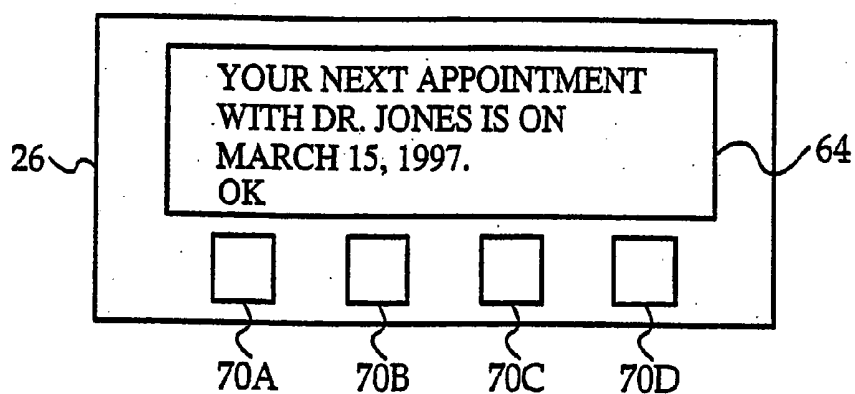 YOUR NEXT APPOINTMENT
WITH DR. JONES IS ON
MARCH 15, 1997.
OK
26
64
70A 70B 70C 70D